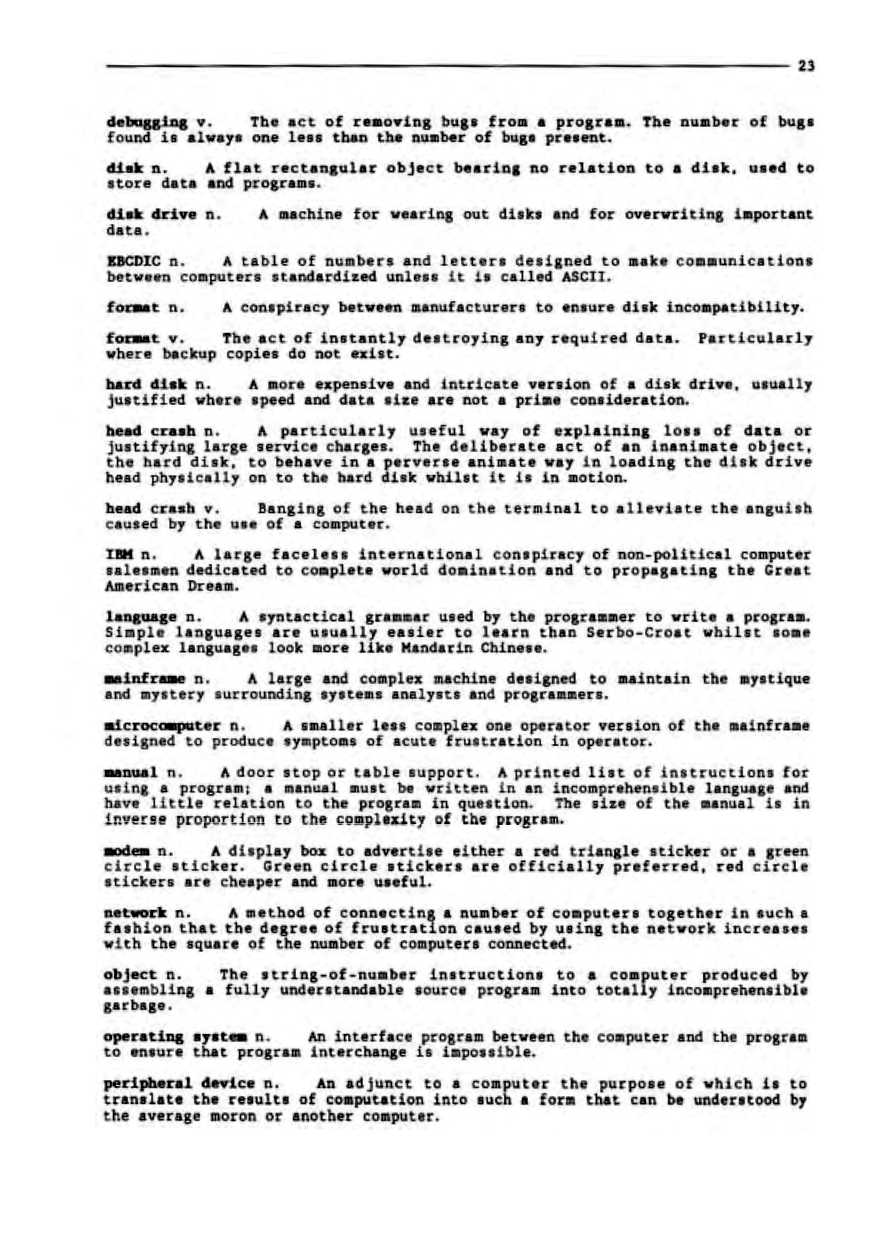 23
debugging v. The act of removing bugs from a program. The number of bugs
found is always one less than the number of bugs present.
disk n. A flat rectangular object bearing no relation to a disk, used to
store data and programs.
disk drive n. A machine for wearing out disks and for overwriting important
data.
EBCDIC n. A table of numbers and letters designed to make communications
between computers standardized unless it is called ASCII.
format n. A conspiracy between manufacturers to ensure disk incompatibility.
format v. The act of instantly destroying any required data. Particularly
where backup copies do not exist.
hard disk n. A more expensive and intricate version of a disk drive, usually
justified where speed and data size are not a prime consideration.
head crash n. A particularly useful way of explaining loss of data or
justifying large service charges. The deliberate act of an inanimate object,
the hard disk, to behave in a perverse animate way in loading the disk drive
head physically on to the hard disk whilst it is in motion.
head crash v. Banging of the head on the terminal to alleviate the anguish
caused by the use of a computer.
IBM n. A large faceless international conspiracy of non-political computer
salesmen dedicated to complete world domination and to propagating the Great
American Dream.
language n. A syntactical grammar used by the programmer to write a program.
Simple languages are usually easier to learn than Serbo-Croat whilst some
complex languages look more like Mandarin Chinese.
mainframe n. A large and complex machine designed to maintain the mystique
and mystery surrounding systems analysts and programmers.
microcomputer n. A smaller less complex one operator version of the mainframe
designed to produce symptoms of acute frustration in operator.
manual n. A door stop or table support. A printed list of instructions for
using a program; a manual must be written in an incomprehensible language and
have little relation to the program in question. The size of the manual is in
inverse proportion to the complexity of the program.
modem n. A display box to advertise either a red triangle sticker or a green
circle sticker. Green circle stickers are officially preferred, red circle
stickers are cheaper and more useful.
network n. A method of connecting a number of computers together in such a
fashion that the degree of frustration caused by using the network increases
with the square of the number of computers connected.
object n. The string-of-number instructions to a computer produced by
assembling a fully understandable source program into totally incomprehensible
garbage.
operating system n. An interface program between the computer and the program
to ensure that program interchange is impossible.
peripheral device n. An adjunct to a computer the purpose of which is to
translate the results of computation into such a form that can be understood by
the average moron or another computer.